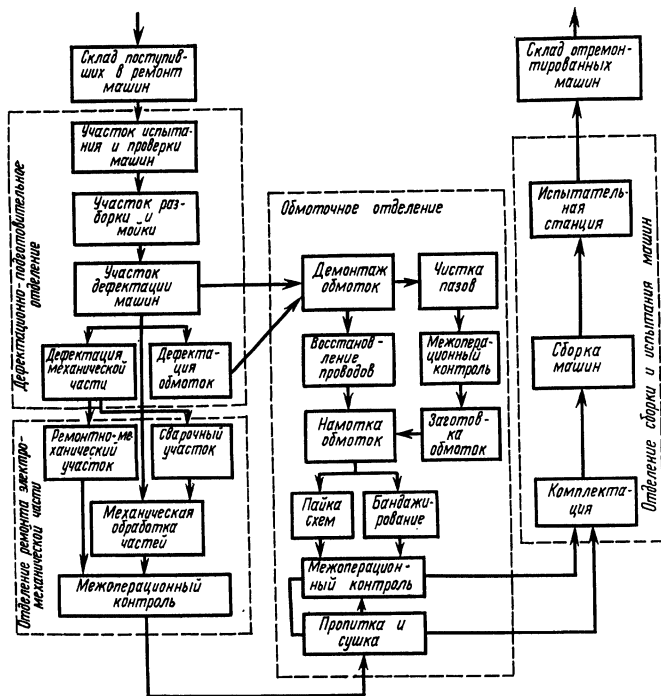 Склад поступив-
ших в ремонт
машин
Дефектационно-подготовительное
отделение
Участок испыта-
ния и проверки
машин
Участок раз-
борки и
мойки
Участок
дефектации
машин
Дефектация
механической
части
Дефекта-
ция
обмоток
Отделение ремонта электро-
механической части
Ремонтно-ме-
ханический
участок
Сварочный
участок
Механическая
обработка
частей
Межоперационный
контроль
Обмоточное отделение
Демонтаж
обмоток
Чистка
пазов
Восстанов-
ление
проводов
Межопера-
ционный
контроль
Намотка
обмоток
Заготов-
ка
обмоток
Пайка
схем
Бандажи-
рование
Межоперацион-
ный контроль
Пропитка и
сушка
Склад отремон-
тированных
машин
Отделение сборки и испытания машин
Испытатель-
ная
станция
Сборка
машин
Комплекта-
ция